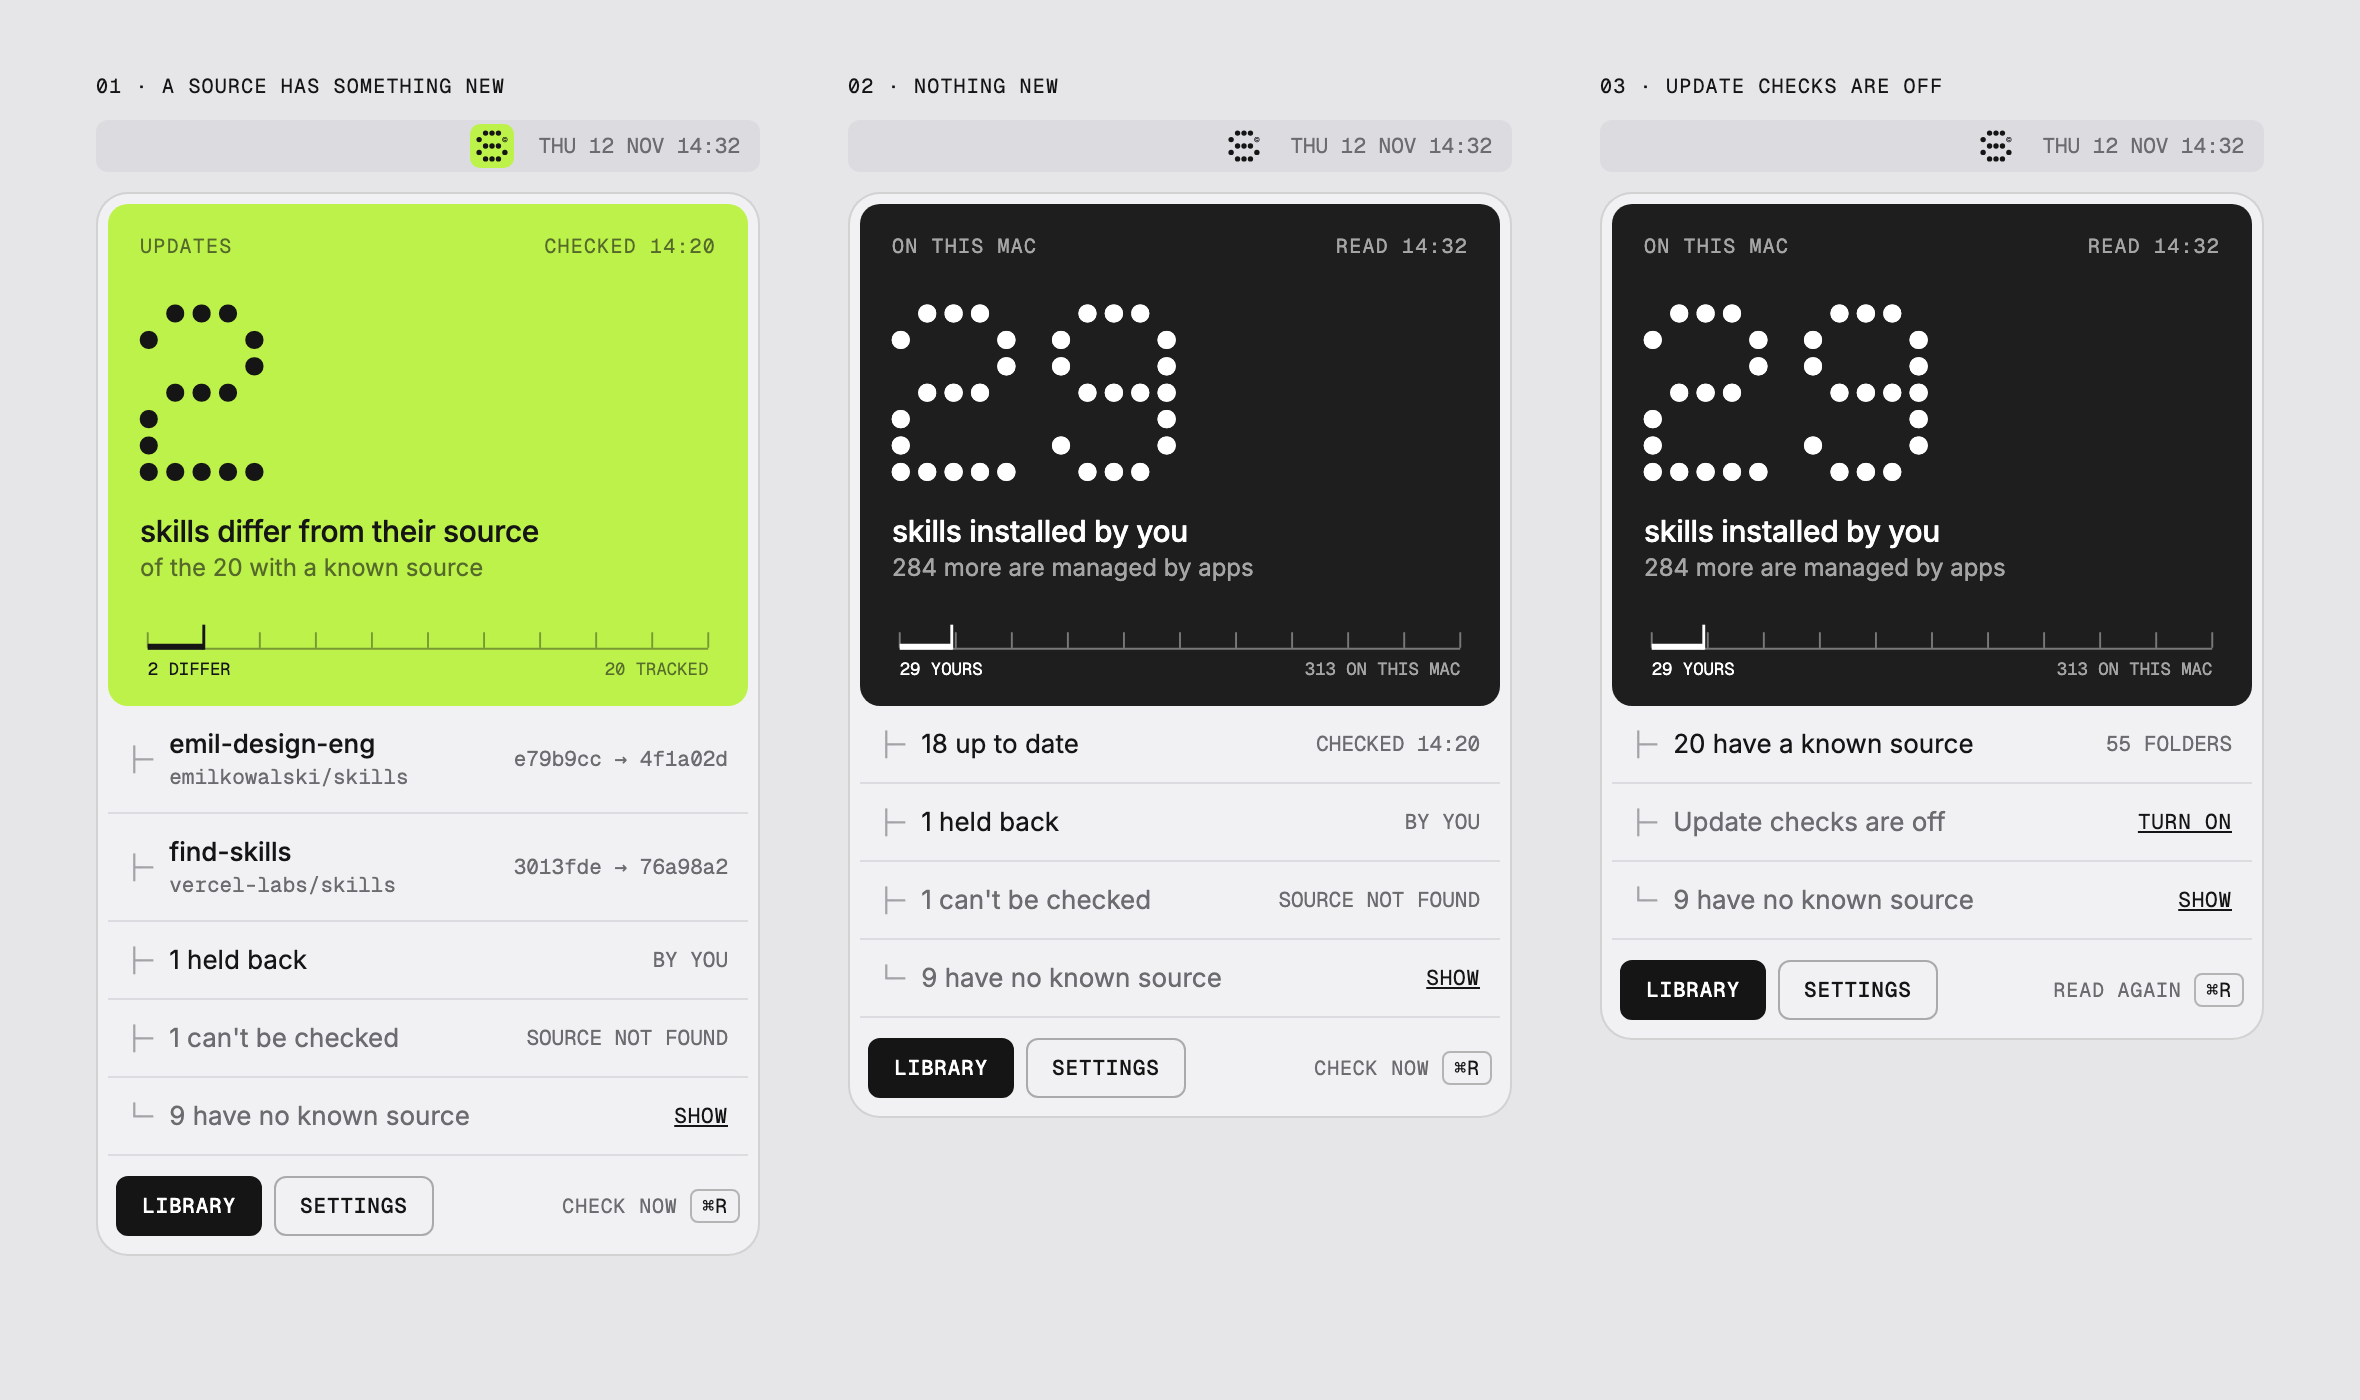 01 · A SOURCE HAS SOMETHING NEW
THU 12 NOV 14:32
UPDATES
CHECKED 14:20
2
skills differ from their source
of the 20 with a known source
2 DIFFER
20 TRACKED
emil-design-eng
emilkowalski/skills
e79b9cc → 4f1a02d
find-skills
vercel-labs/skills
3013fde → 76a98a2
1 held back
BY YOU
1 can't be checked
SOURCE NOT FOUND
9 have no known source
SHOW
LIBRARY
SETTINGS
CHECK NOW
⌘R
02 · NOTHING NEW
THU 12 NOV 14:32
ON THIS MAC
READ 14:32
29
skills installed by you
284 more are managed by apps
29 YOURS
313 ON THIS MAC
18 up to date
CHECKED 14:20
1 held back
BY YOU
1 can't be checked
SOURCE NOT FOUND
9 have no known source
SHOW
LIBRARY
SETTINGS
CHECK NOW
⌘R
03 · UPDATE CHECKS ARE OFF
THU 12 NOV 14:32
ON THIS MAC
READ 14:32
29
skills installed by you
284 more are managed by apps
29 YOURS
313 ON THIS MAC
20 have a known source
55 FOLDERS
Update checks are off
TURN ON
9 have no known source
SHOW
LIBRARY
SETTINGS
READ AGAIN
⌘R